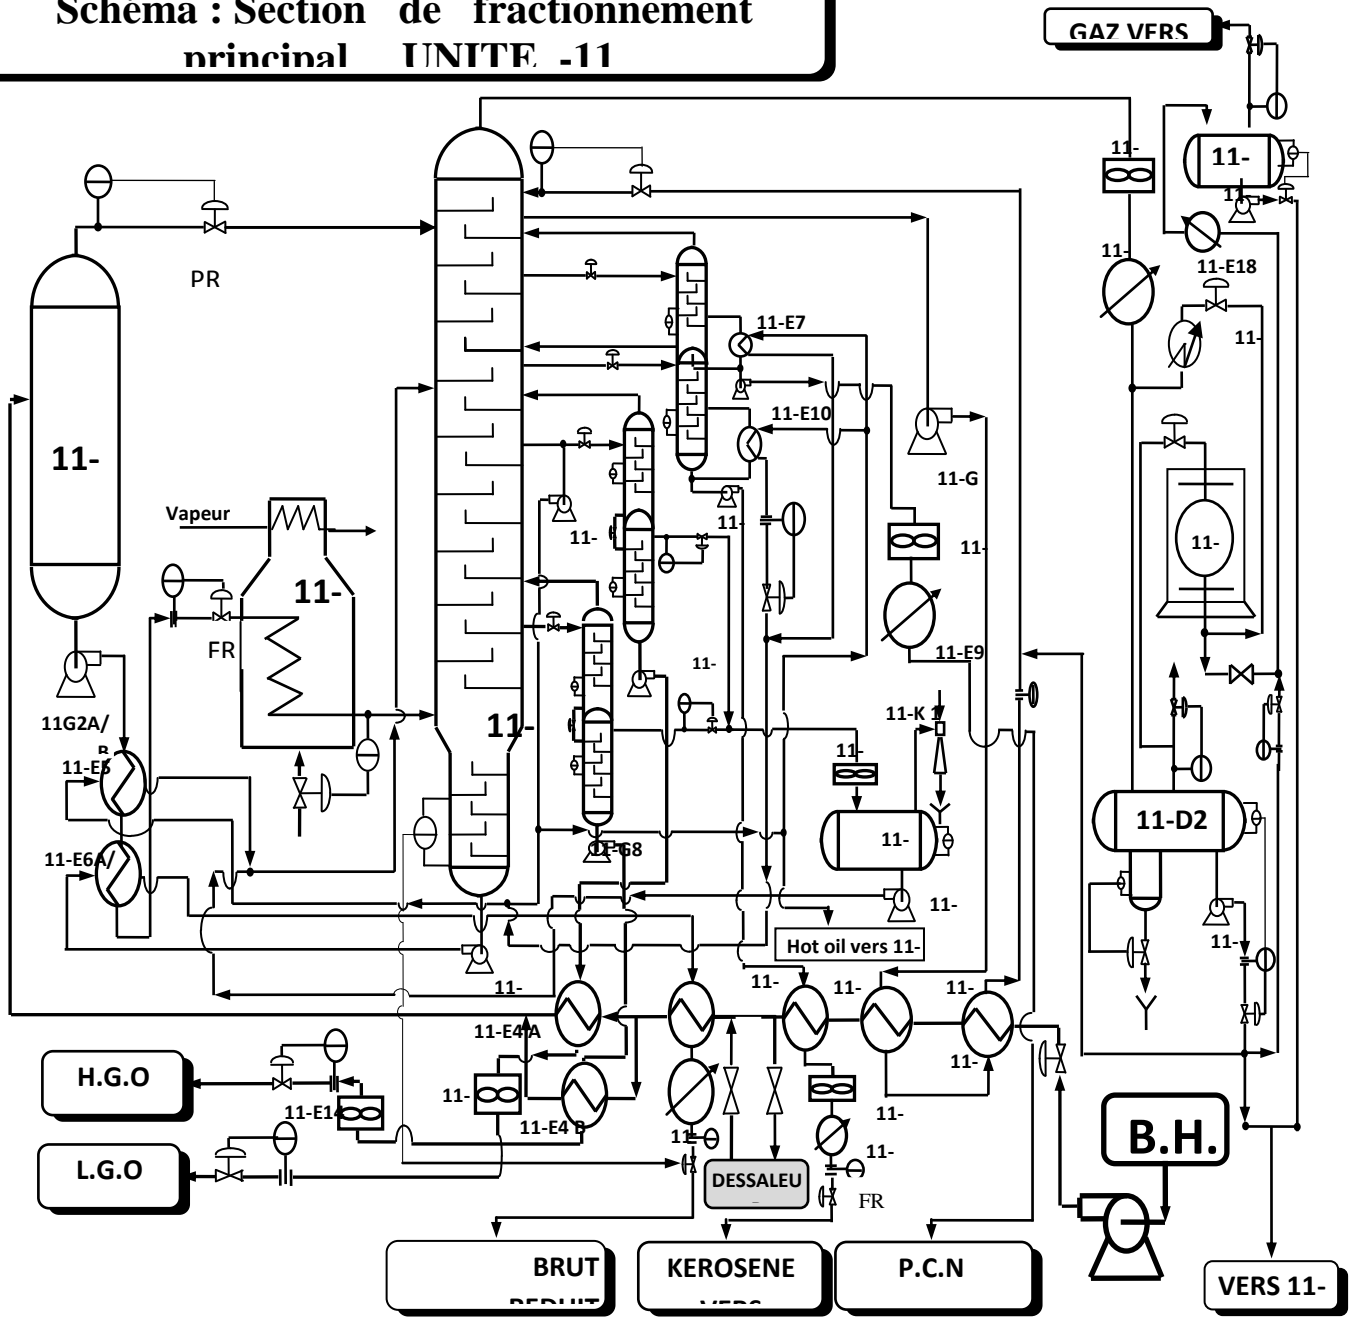 Schéma : Section de fractionnement
principal UNITE -11
GAZ VERS
11-
11-
11-
11-
11-E18
PR
11-
11-E7
11-E10
11-
11-G
Vapeur
11-
11-
11-
11-
11-
FR
11-E9
11-
11G2A/
B
11-E5
11-
11-K 1
11-
11-D2
11-
11-E6A/
11-G8
11-
11-
Hot oil vers 11-
11-
11-
11-
11-
11-E4 A
11-
H.G.O
11-E14
11-
11-E4 B
11-
11-
11-
B.H.
L.G.O
DESSALEU
FR
BRUT
REDUIT
KEROSENE
VERS
P.C.N
VERS 11-